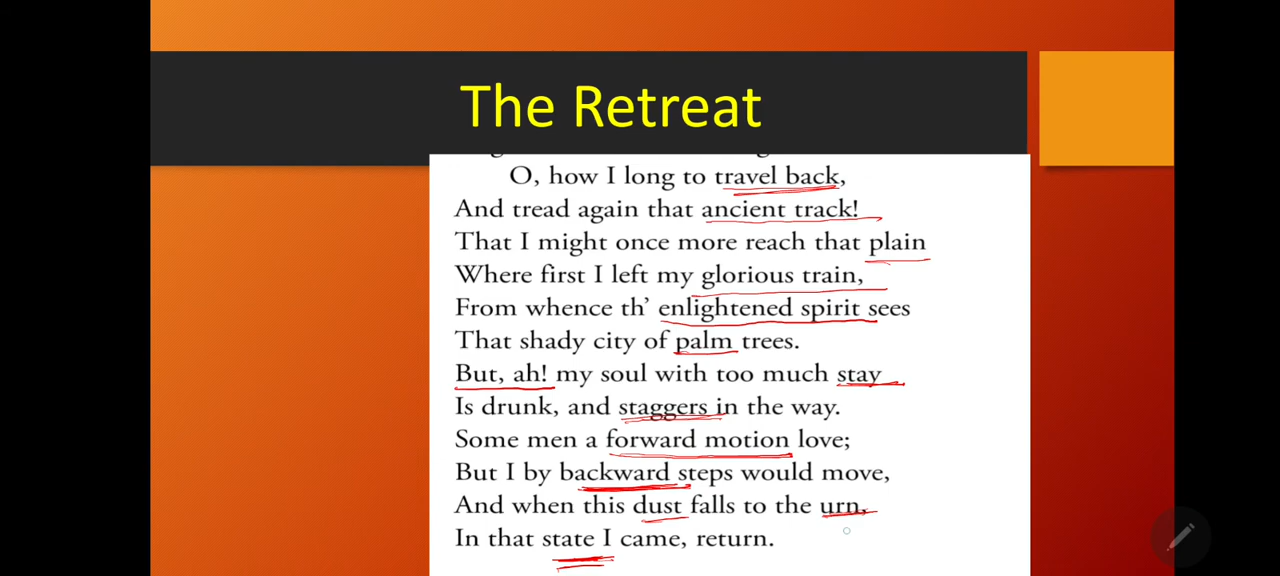 The Retreat
O, how I long to travel back,
And tread again that ancient track!
That I might once more reach that plain
Where first I left my glorious train,
From whence th’ enlightened spirit sees
That shady city of palm trees.
But, ah! my soul with too much stay
Is drunk, and staggers in the way.
Some men a forward motion love;
But I by backward steps would move,
And when this dust falls to the urn,
In that state I came, return.